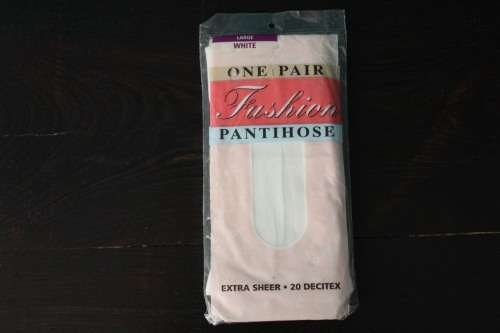 LARGE
WHITE
ONE PAIR
Fashion
PANTIHOSE
EXTRA SHEER • 20 DECITEX